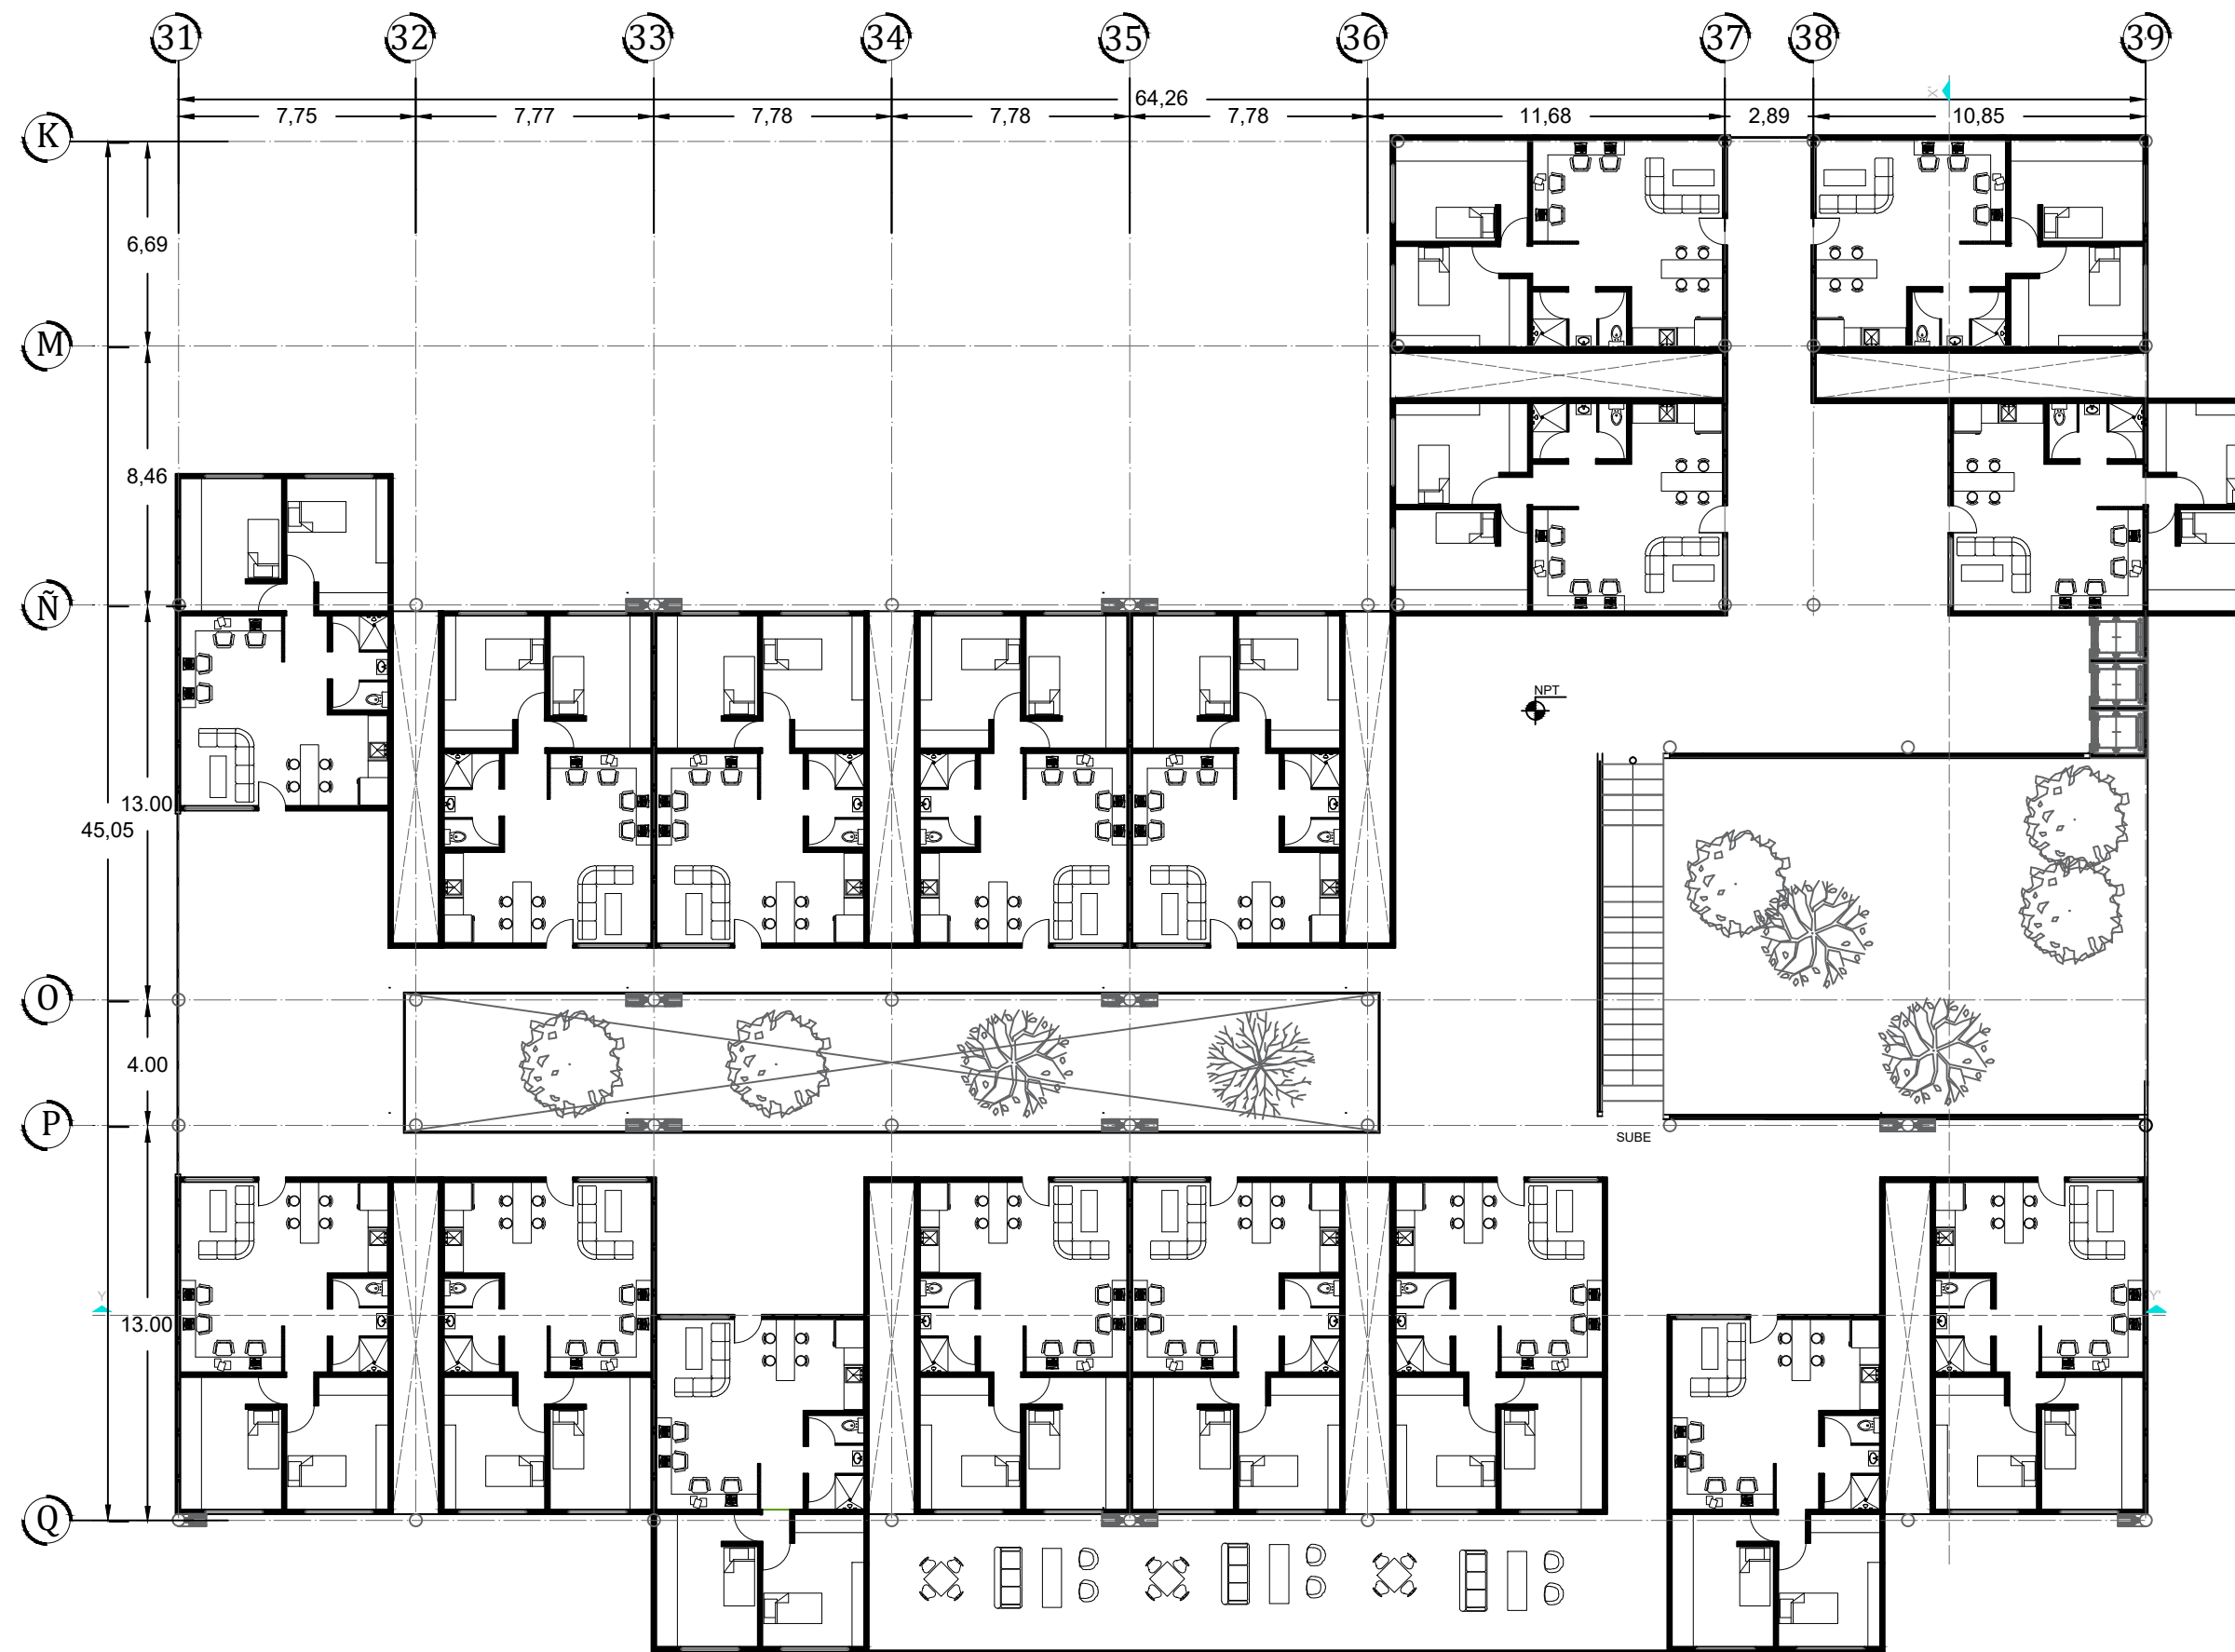 31 32 33 34 35 36 37 38 39
64,26
7,75 7,77 7,78 7,78 7,78 11,68 2,89 10,85
X
K
6,69
M
8,46
Ñ
NPT
13.00
45,05
O
4.00
P
SUBE
Y Y'
13.00
Q